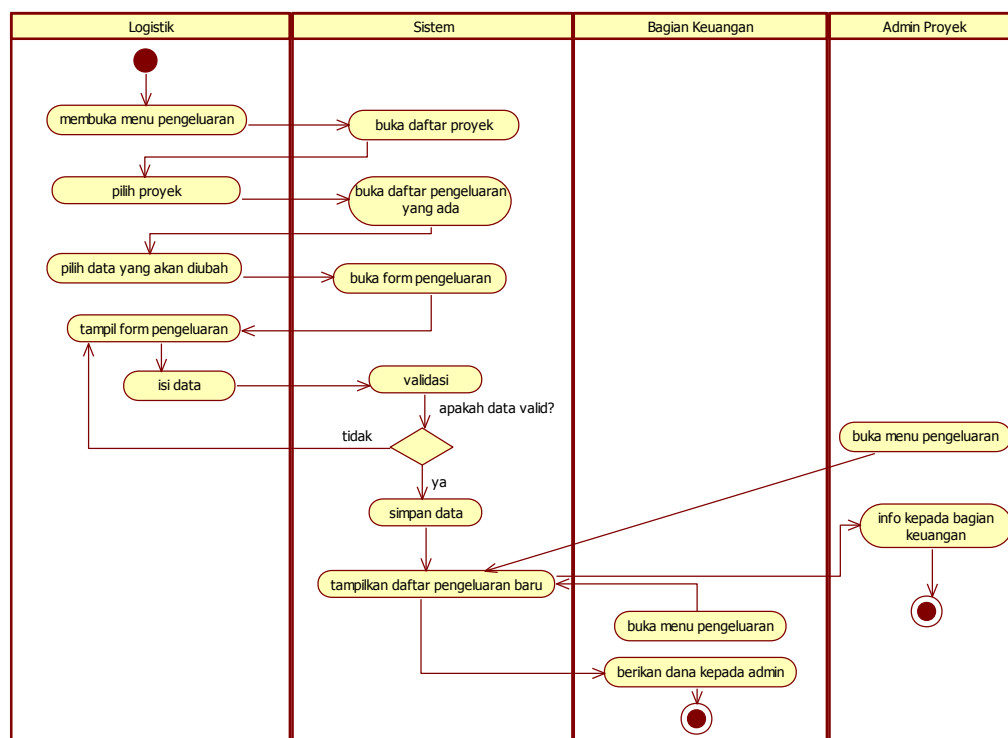 Logistik
Sistem
Bagian Keuangan
Admin Proyek
membuka menu pengeluaran
buka daftar proyek
pilih proyek
buka daftar pengeluaran
yang ada
pilih data yang akan diubah
buka form pengeluaran
tampil form pengeluaran
isi data
validasi
apakah data valid?
tidak
buka menu pengeluaran
ya
simpan data
info kepada bagian
keuangan
tampilkan daftar pengeluaran baru
buka menu pengeluaran
berikan dana kepada admin